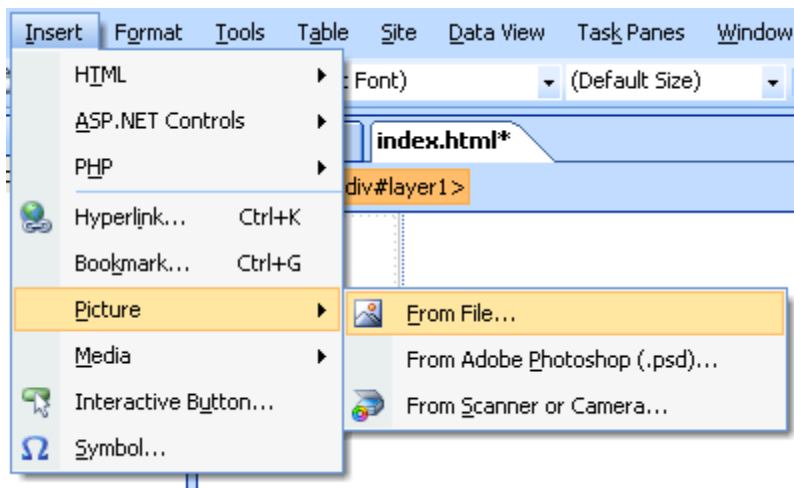 Insert Format Tools Table Site Data View Task Panes Window
Font) (Default Size)
index.html*
div#layer1>
HTML
ASP.NET Controls
PHP
Hyperlink... Ctrl+K
Bookmark... Ctrl+G
Picture
Media
Interactive Button...
Symbol...
From File...
From Adobe Photoshop (.psd)...
From Scanner or Camera...